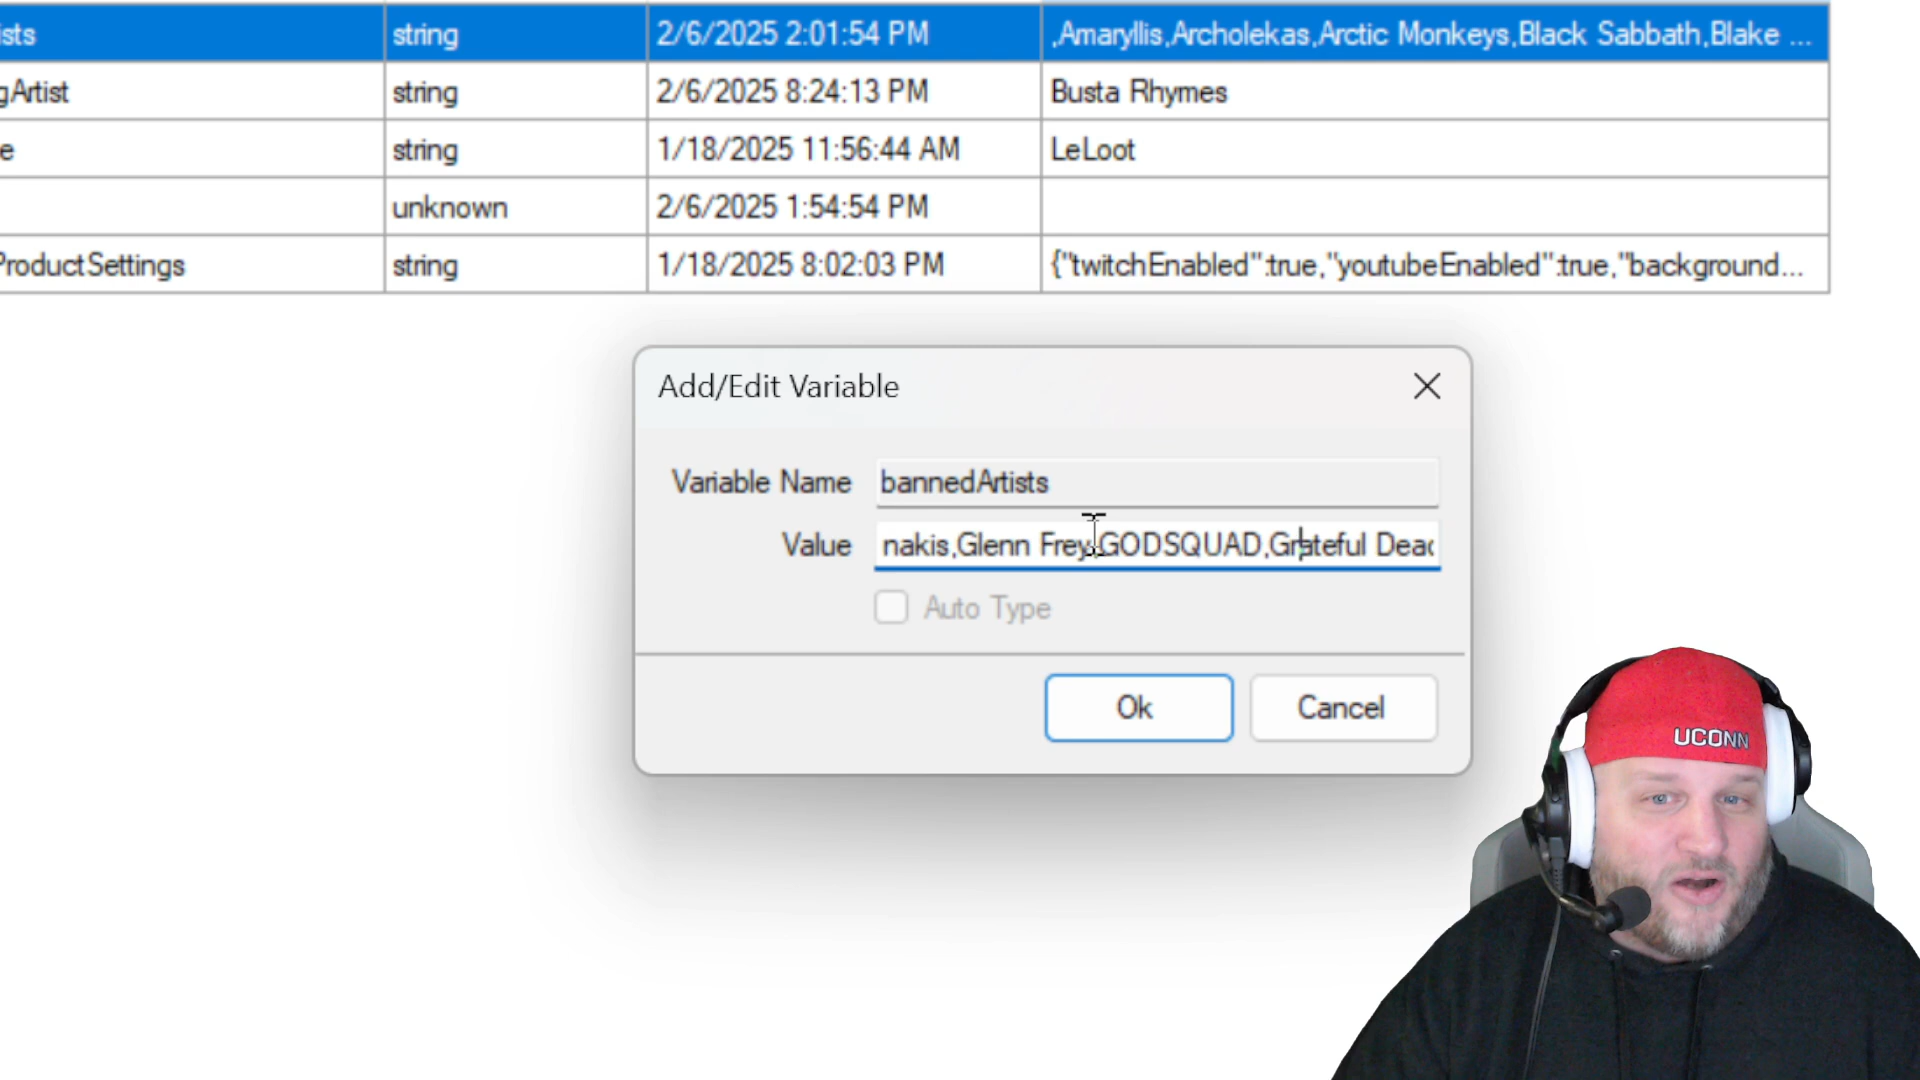 ists string 2/6/2025 2:01:54 PM ,Amaryllis,Archolekas,Arctic Monkeys,Black Sabbath,Blake ...
gArtist string 2/6/2025 8:24:13 PM Busta Rhymes
e string 1/18/2025 11:56:44 AM LeLoot
unknown 2/6/2025 1:54:54 PM
ProductSettings string 1/18/2025 8:02:03 PM {"twitchEnabled":true,"youtubeEnabled":true,"background...
Add/Edit Variable
Variable Name bannedArtists
Value nakis,Glenn Frey,GODSQUAD,Grateful Dead
Auto Type
Ok Cancel
UCONN